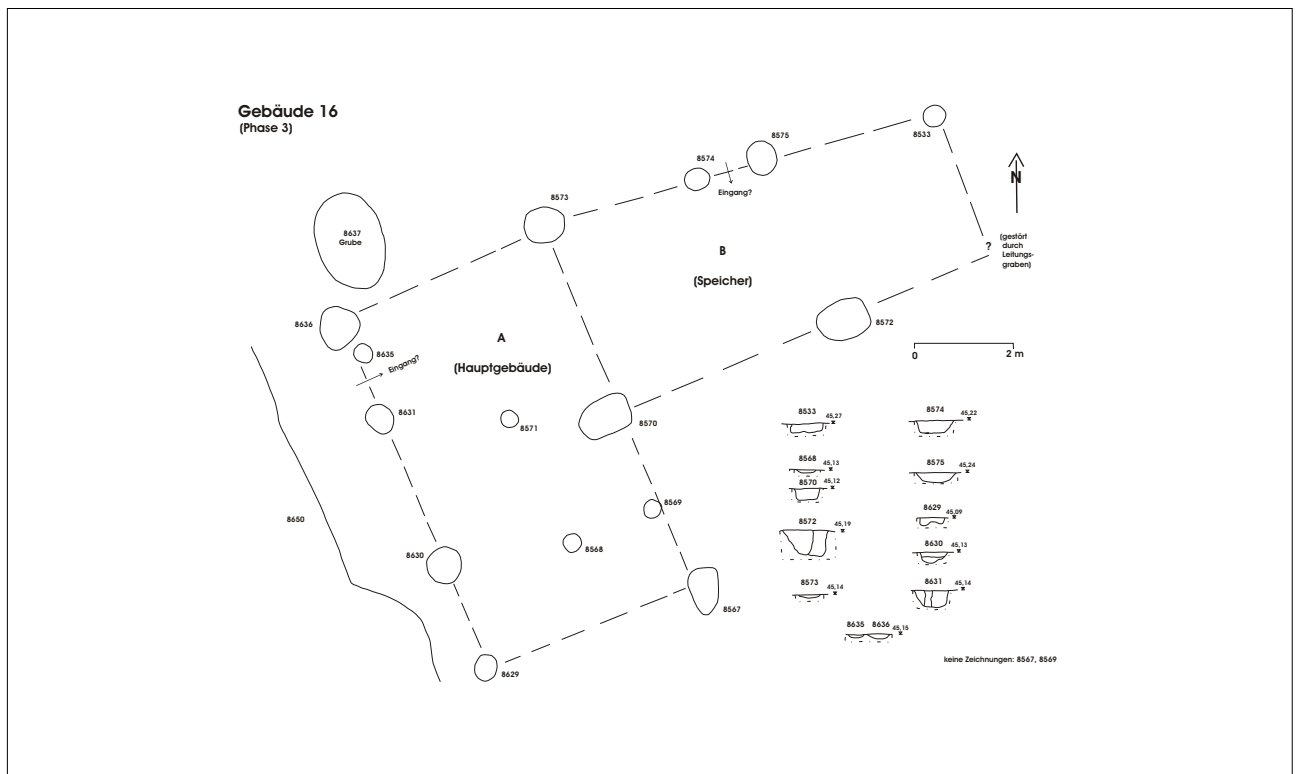 Gebäude 16
(Phase 3)
8533
8575
8574
Eingang?
N
8573
8637
Grube
B
(Speicher)
?
(gestört
durch
Leitungs-
graben)
8636
8635
Eingang?
A
(Hauptgebäude)
8572
0 2 m
8631
8571
8570
8569
8650
8630
8568
8567
8629
8533 45,27
8574 45,22
8568 45,13
8570 45,12
8575 45,24
8572 45,19
8629 45,09
8630 45,13
8573 45,14
8631 45,14
8635 8636 45,15
keine Zeichnungen: 8567, 8569